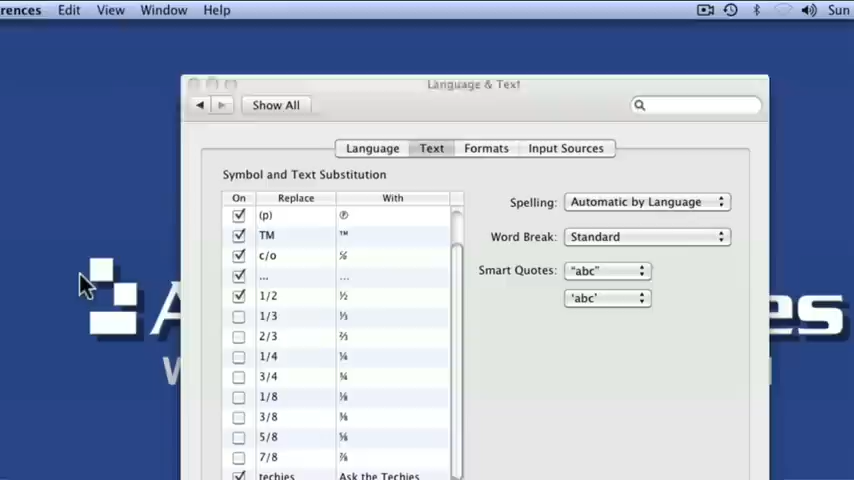 rences Edit View Window Help Sun
Language & Text
Show All
Language Text Formats Input Sources
Symbol and Text Substitution
On Replace With
(p) ℗
TM ™
c/o ℅
... …
1/2 ½
1/3 ⅓
2/3 ⅔
1/4 ¼
3/4 ¾
1/8 ⅛
3/8 ⅜
5/8 ⅝
7/8 ⅞
techies Ask the Techies
Spelling: Automatic by Language
Word Break: Standard
Smart Quotes: “abc”
‘abc’